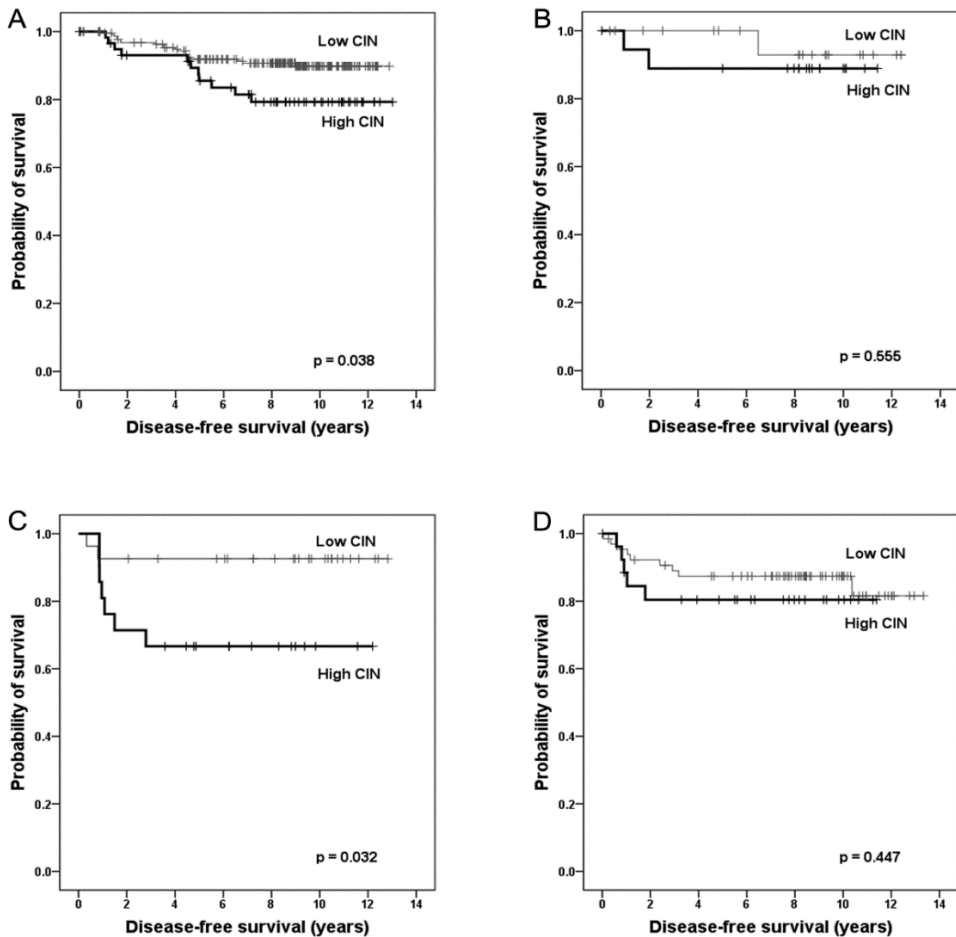 A
1.0
0.8
0.6
0.4
0.2
0.0
Probability of survival
Low CIN
High CIN
p = 0.038
0 2 4 6 8 10 12 14
Disease-free survival (years)
B
1.0
0.8
0.6
0.4
0.2
0.0
Probability of survival
Low CIN
High CIN
p = 0.555
0 2 4 6 8 10 12 14
Disease-free survival (years)
C
1.0
0.8
0.6
0.4
0.2
0.0
Probability of survival
Low CIN
High CIN
p = 0.032
0 2 4 6 8 10 12 14
Disease-free survival (years)
D
1.0
0.8
0.6
0.4
0.2
0.0
Probability of survival
Low CIN
High CIN
p = 0.447
0 2 4 6 8 10 12 14
Disease-free survival (years)